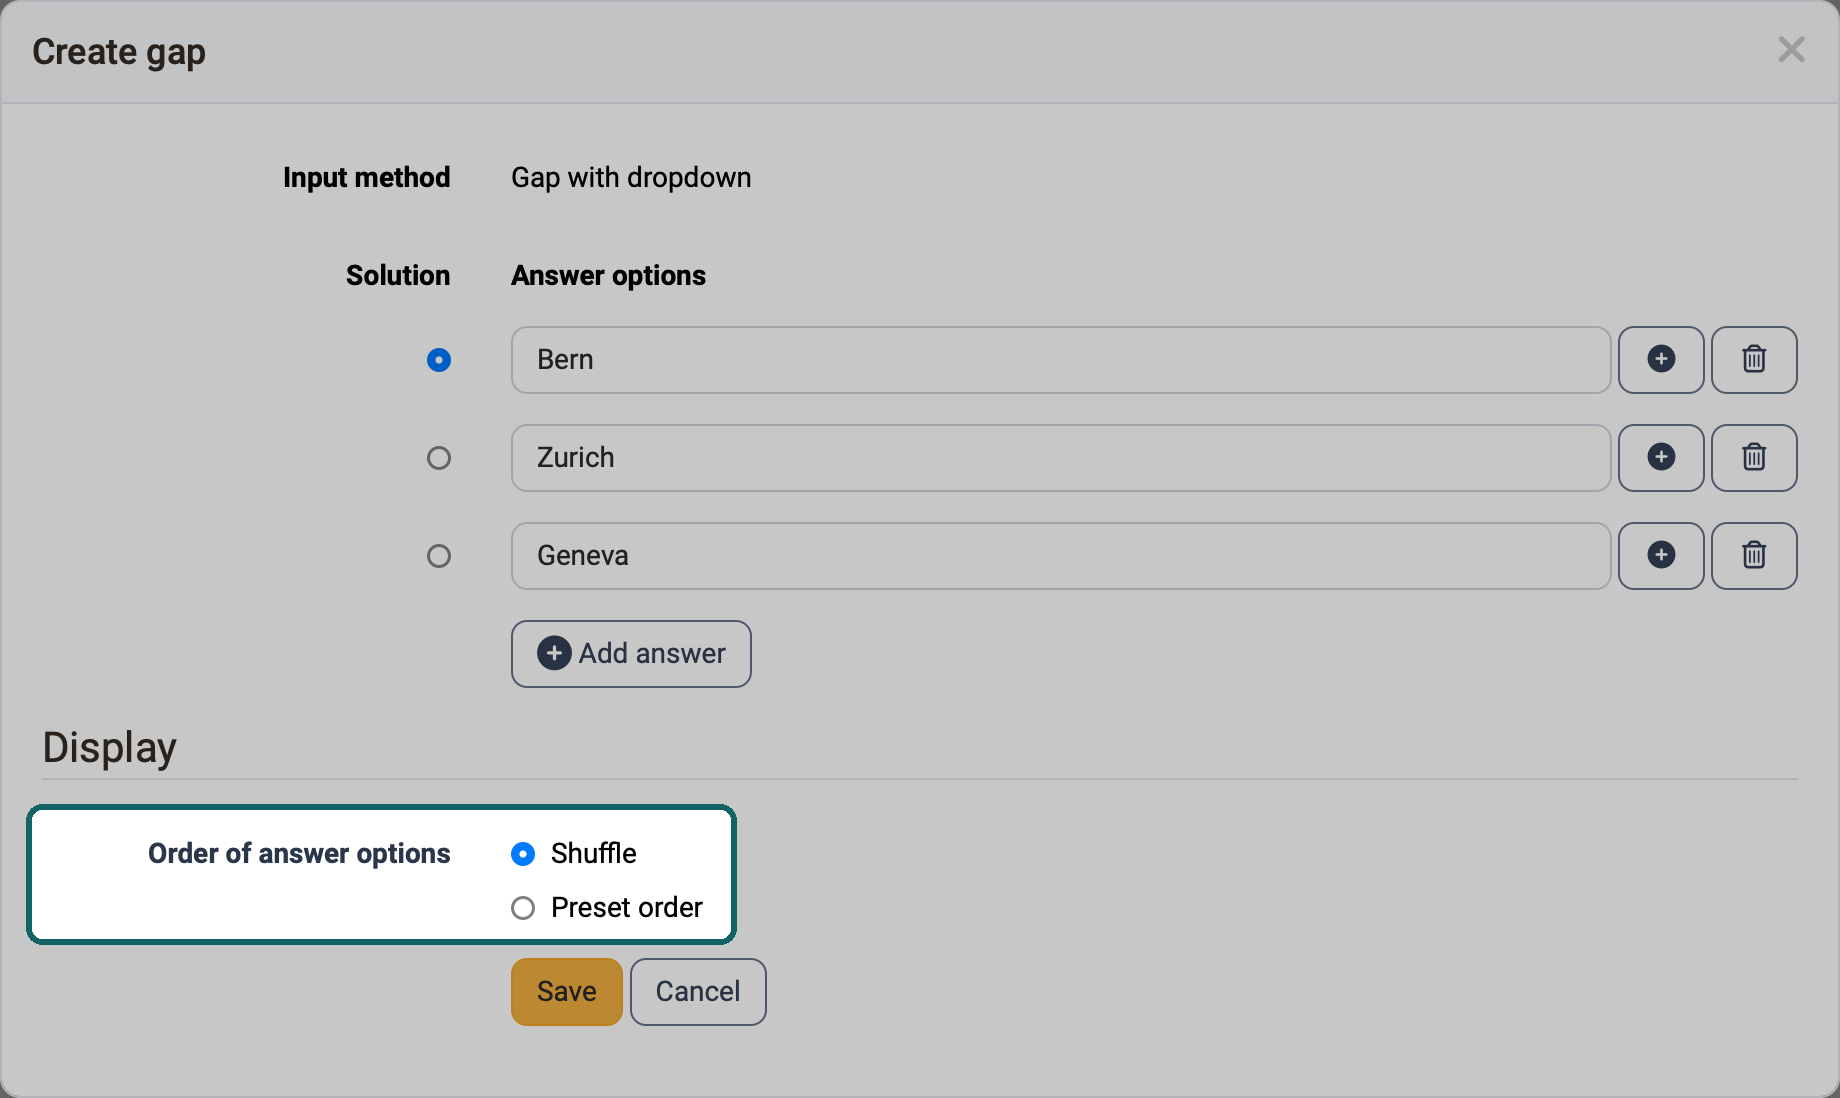 Create gap
Input method Gap with dropdown
Solution Answer options
Bern
Zurich
Geneva
Add answer
Display
Order of answer options Shuffle
Preset order
Save Cancel